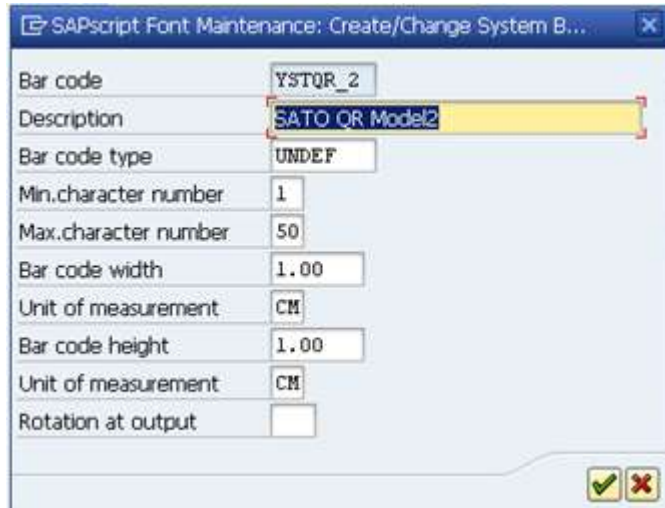 SAPscript Font Maintenance: Create/Change System B...
Bar code YSTQR_2
Description SATO QR Model2
Bar code type UNDEF
Min.character number 1
Max.character number 50
Bar code width 1.00
Unit of measurement CM
Bar code height 1.00
Unit of measurement CM
Rotation at output